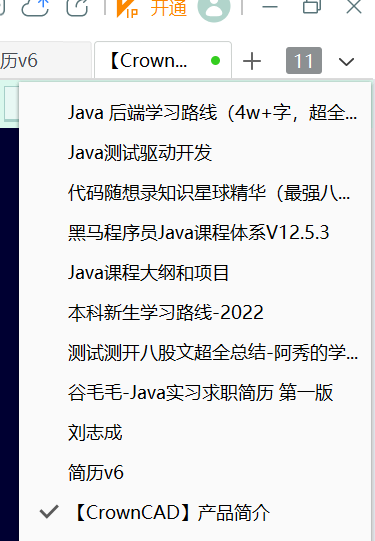 VIP 开通
历v6
【Crown...
11
Java 后端学习路线（4w+字，超全...
Java测试驱动开发
代码随想录知识星球精华（最强八...
黑马程序员Java课程体系V12.5.3
Java课程大纲和项目
本科新生学习路线-2022
测试测开八股文超全总结-阿秀的学...
谷毛毛-Java实习求职简历 第一版
刘志成
简历v6
【CrownCAD】产品简介